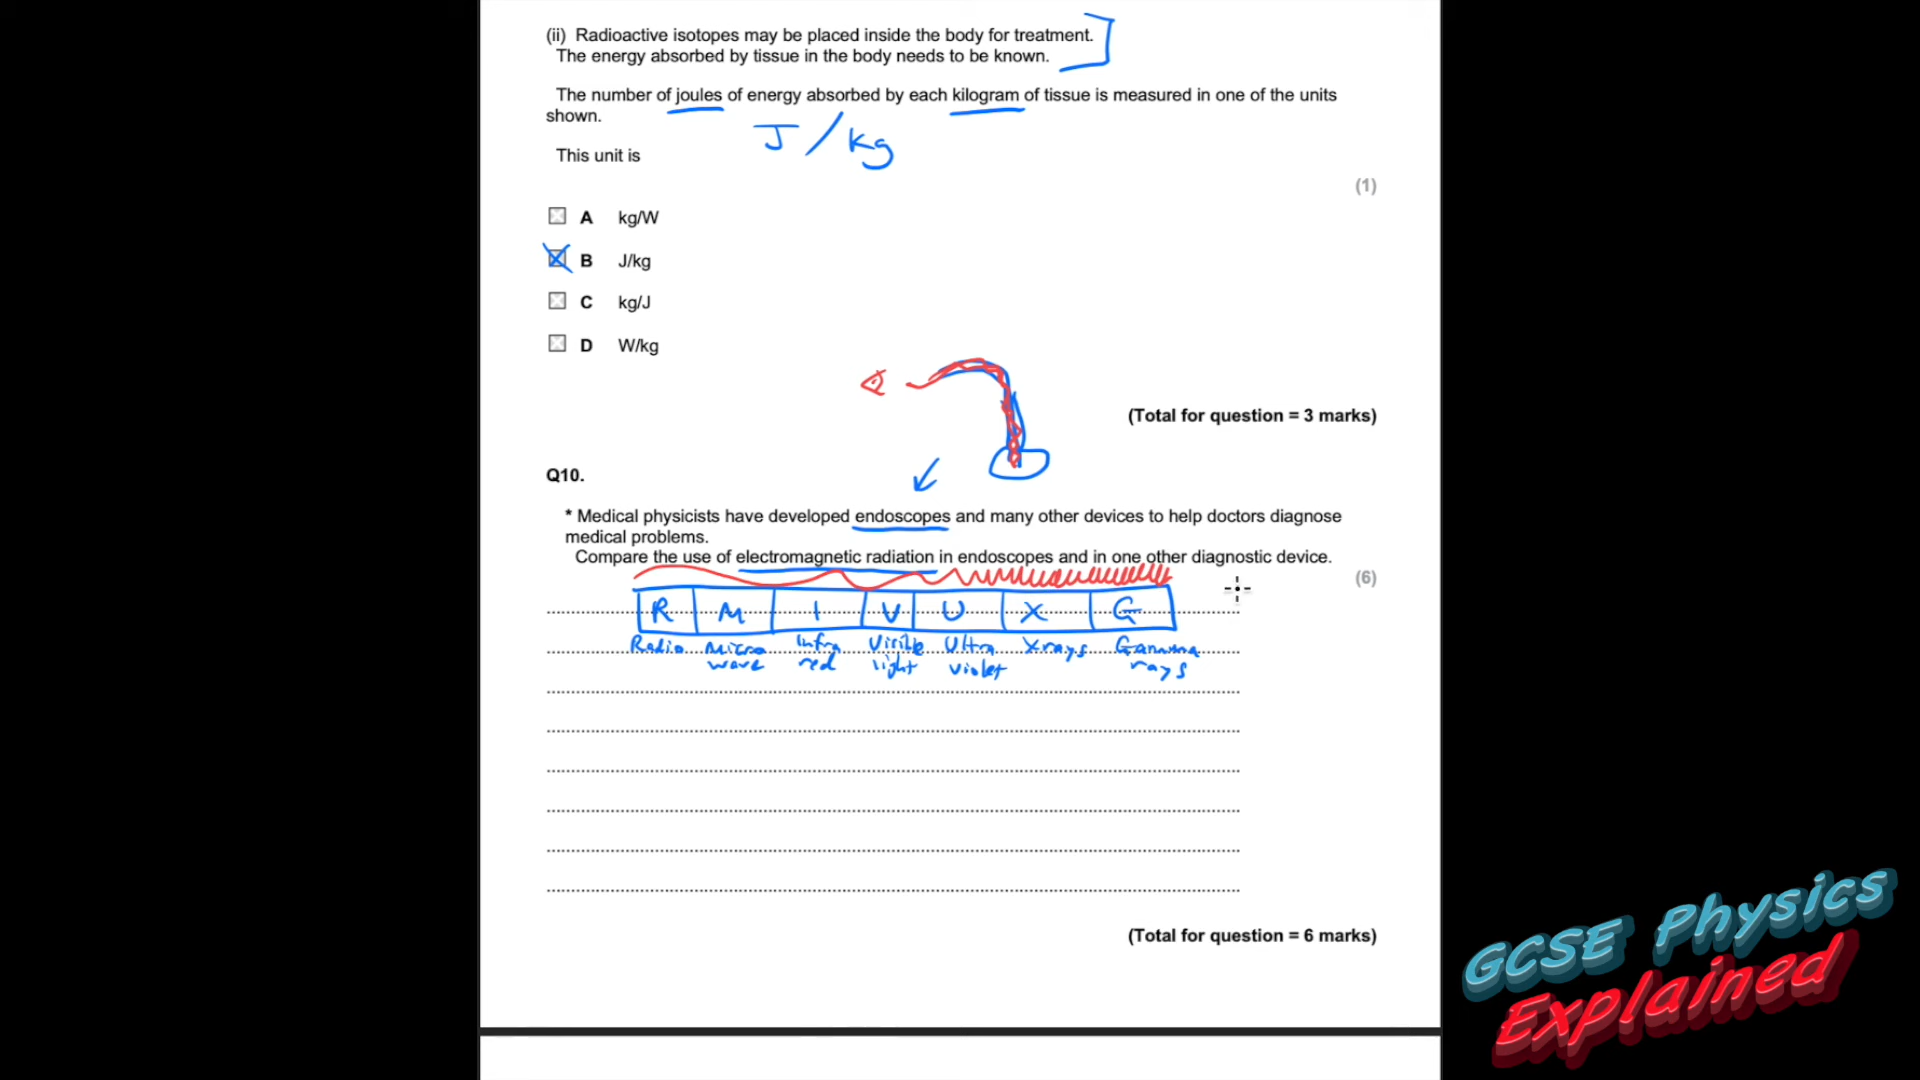 (ii) Radioactive isotopes may be placed inside the body for treatment.
The energy absorbed by tissue in the body needs to be known.
The number of joules of energy absorbed by each kilogram of tissue is measured in one of the units
shown.
J/kg
This unit is
(1)
A kg/W
B J/kg
C kg/J
D W/kg
(Total for question = 3 marks)
Q10.
* Medical physicists have developed endoscopes and many other devices to help doctors diagnose
medical problems.
Compare the use of electromagnetic radiation in endoscopes and in one other diagnostic device.
(6)
R M I V U X G
Radio Micro Infra Visible Ultra Xrays Gamma
wave red light violet rays
(Total for question = 6 marks)
GCSE Physics
Explained